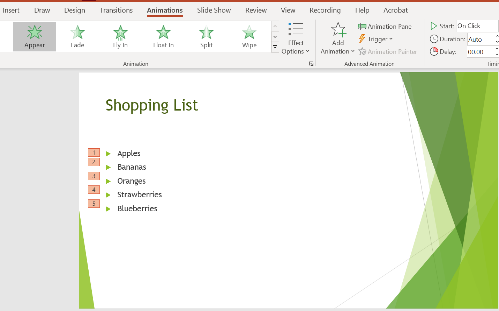 Insert Draw Design Transitions Animations Slide Show Review View Recording Help Acrobat
Appear Fade Fly In Float In Split Wipe
Effect
Options
Add
Animation
Animation Pane
Trigger
Animation Painter
Start: On Click
Duration: Auto
Delay: 00.00
Animation
Advanced Animation
Shopping List
1 Apples
2 Bananas
3 Oranges
4 Strawberries
5 Blueberries